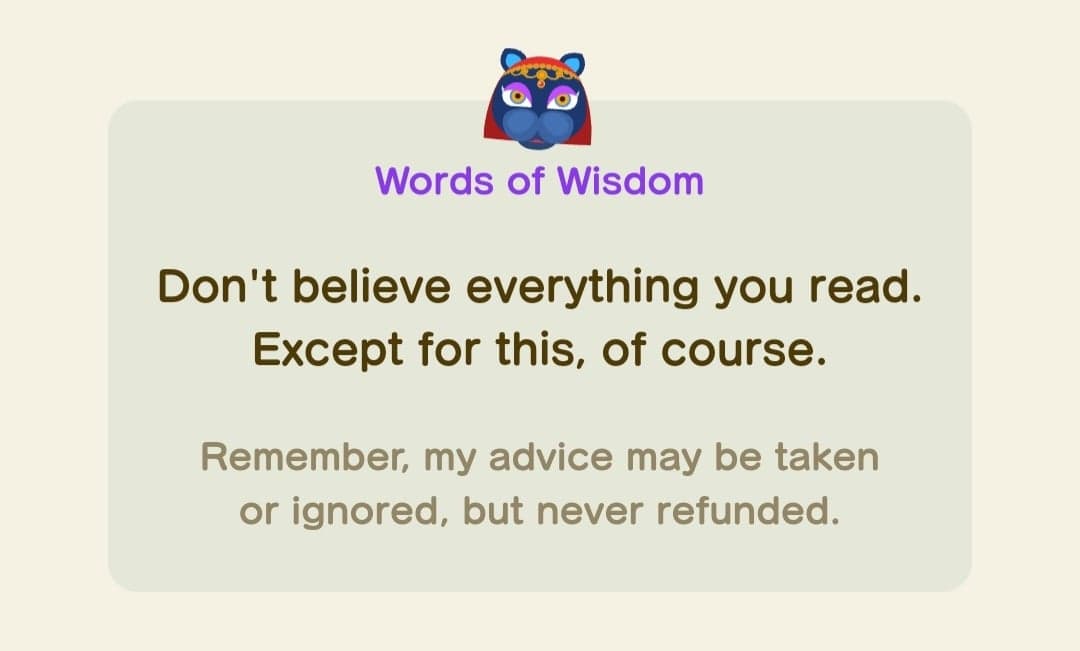 Words of Wisdom
Don't believe everything you read.
Except for this, of course.
Remember, my advice may be taken
or ignored, but never refunded.